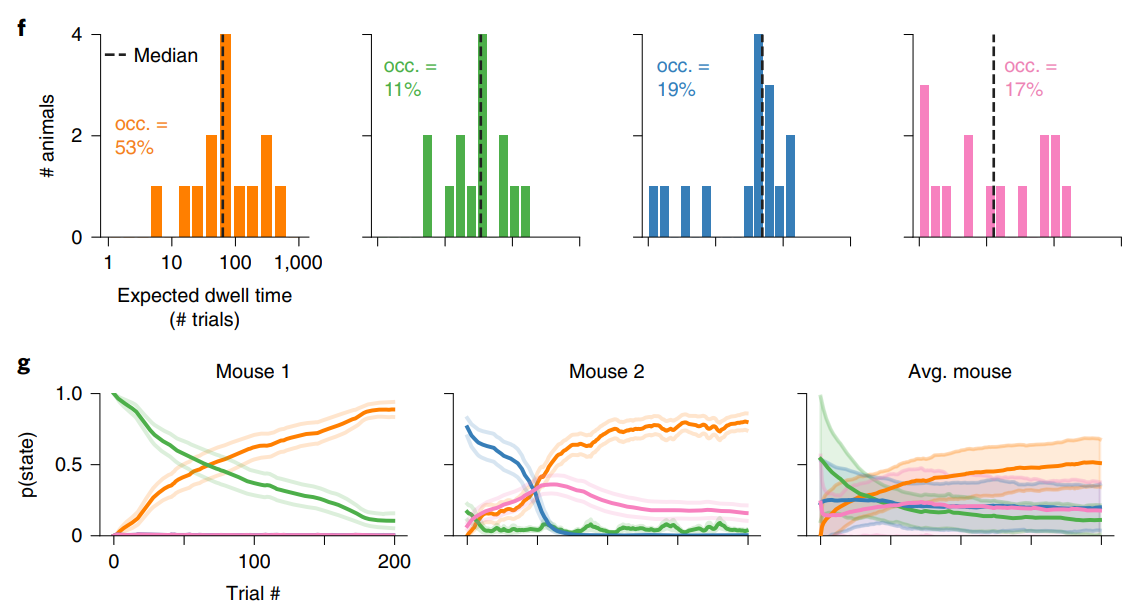 f
4
2
0
# animals
Median
occ. =
53%
1
10
100
1,000
Expected dwell time
(# trials)
occ. =
11%
occ. =
19%
occ. =
17%
g
Mouse 1
Mouse 2
Avg. mouse
1.0
0.5
0
p(state)
0
100
200
Trial #